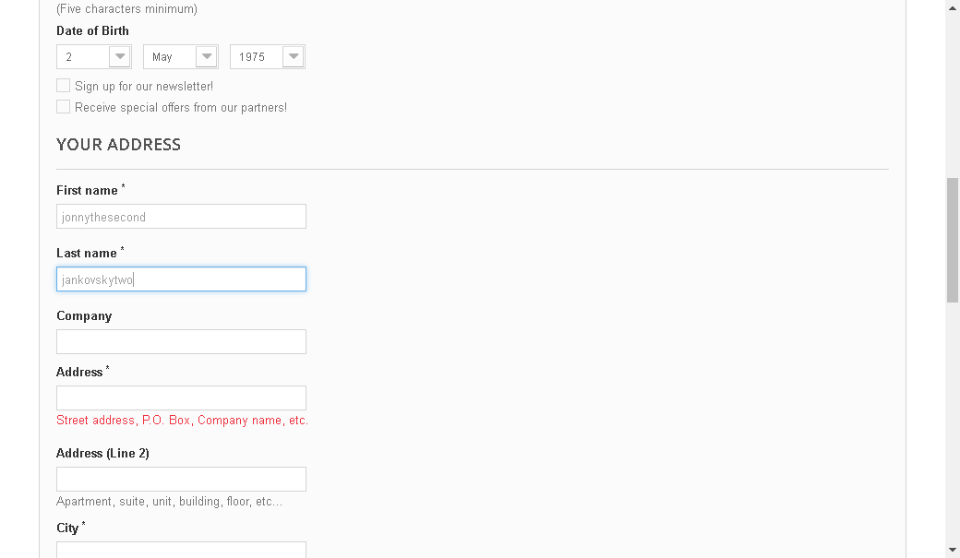 (Five characters minimum)
Date of Birth
2 May 1975
Sign up for our newsletter!
Receive special offers from our partners!
YOUR ADDRESS
First name *
jonnythesecond
Last name *
jankovskytwo
Company
Address *
Street address, P.O. Box, Company name, etc.
Address (Line 2)
Apartment, suite, unit, building, floor, etc...
City *